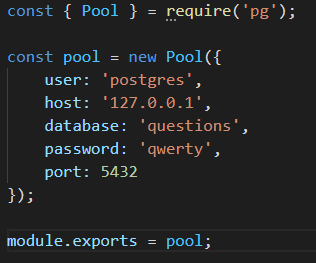 const { Pool } = require('pg');
const pool = new Pool({
    user: 'postgres',
    host: '127.0.0.1',
    database: 'questions',
    password: 'qwerty',
    port: 5432
});
module.exports = pool;